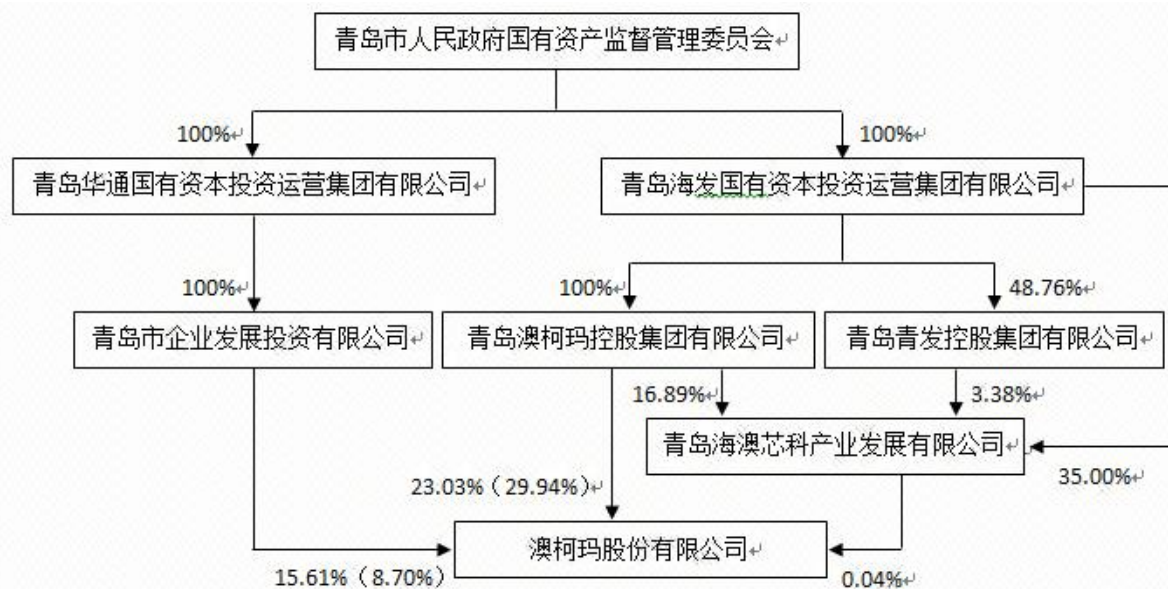 青岛市人民政府国有资产监督管理委员会
100%
100%
青岛华通国有资本投资运营集团有限公司
青岛海发国有资本投资运营集团有限公司
100%
100%
48.76%
青岛市企业发展投资有限公司
青岛澳柯玛控股集团有限公司
青岛青发控股集团有限公司
16.89%
3.38%
青岛海澳芯科产业发展有限公司
35.00%
23.03%（29.94%）
澳柯玛股份有限公司
15.61%（8.70%）
0.04%